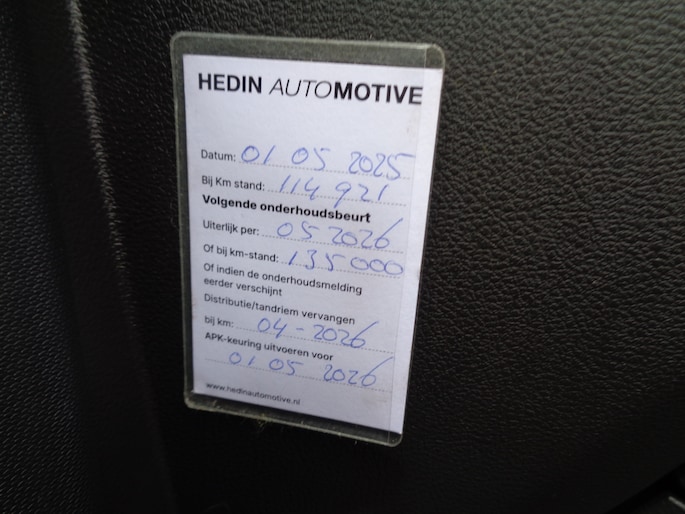 HEDIN AUTOMOTIVE
Datum: 01 05 2025
Bij Km stand: 114 921
Volgende onderhoudsbeurt
Uiterlijk per: 05 2026
Of bij km-stand: 135000
Of indien de onderhoudsmelding
eerder verschijnt
Distributie/tandriem vervangen
bij km: 04-2026
APK-keuring uitvoeren voor
01 05 2026
www.hedinautomotive.nl